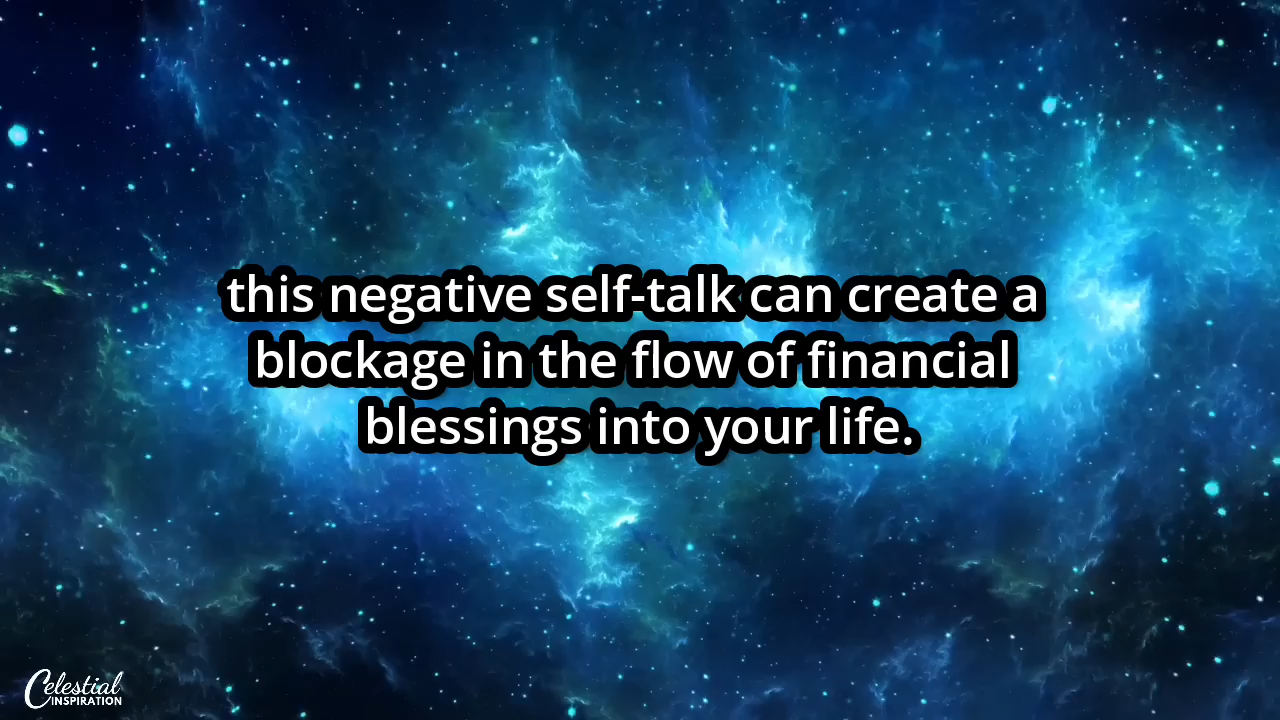 this negative self-talk can create a
blockage in the flow of financial
blessings into your life.
Celestial
INSPIRATION